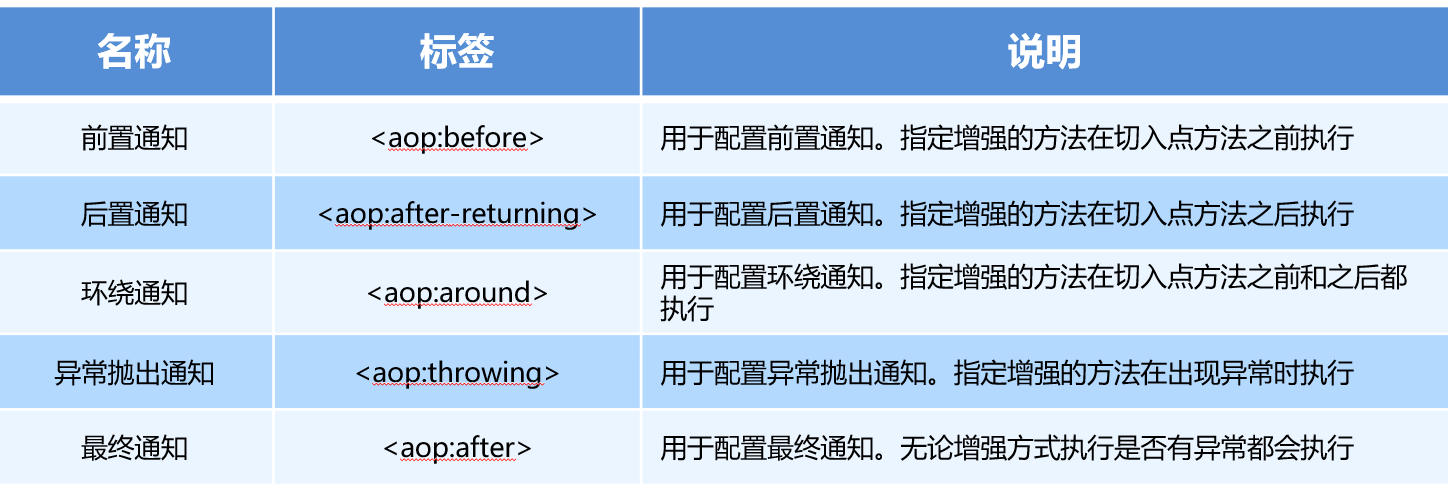 名称 标签 说明
前置通知 <aop:before> 用于配置前置通知。指定增强的方法在切入点方法之前执行
后置通知 <aop:after-returning> 用于配置后置通知。指定增强的方法在切入点方法之后执行
环绕通知 <aop:around> 用于配置环绕通知。指定增强的方法在切入点方法之前和之后都
执行
异常抛出通知 <aop:throwing> 用于配置异常抛出通知。指定增强的方法在出现异常时执行
最终通知 <aop:after> 用于配置最终通知。无论增强方式执行是否有异常都会执行